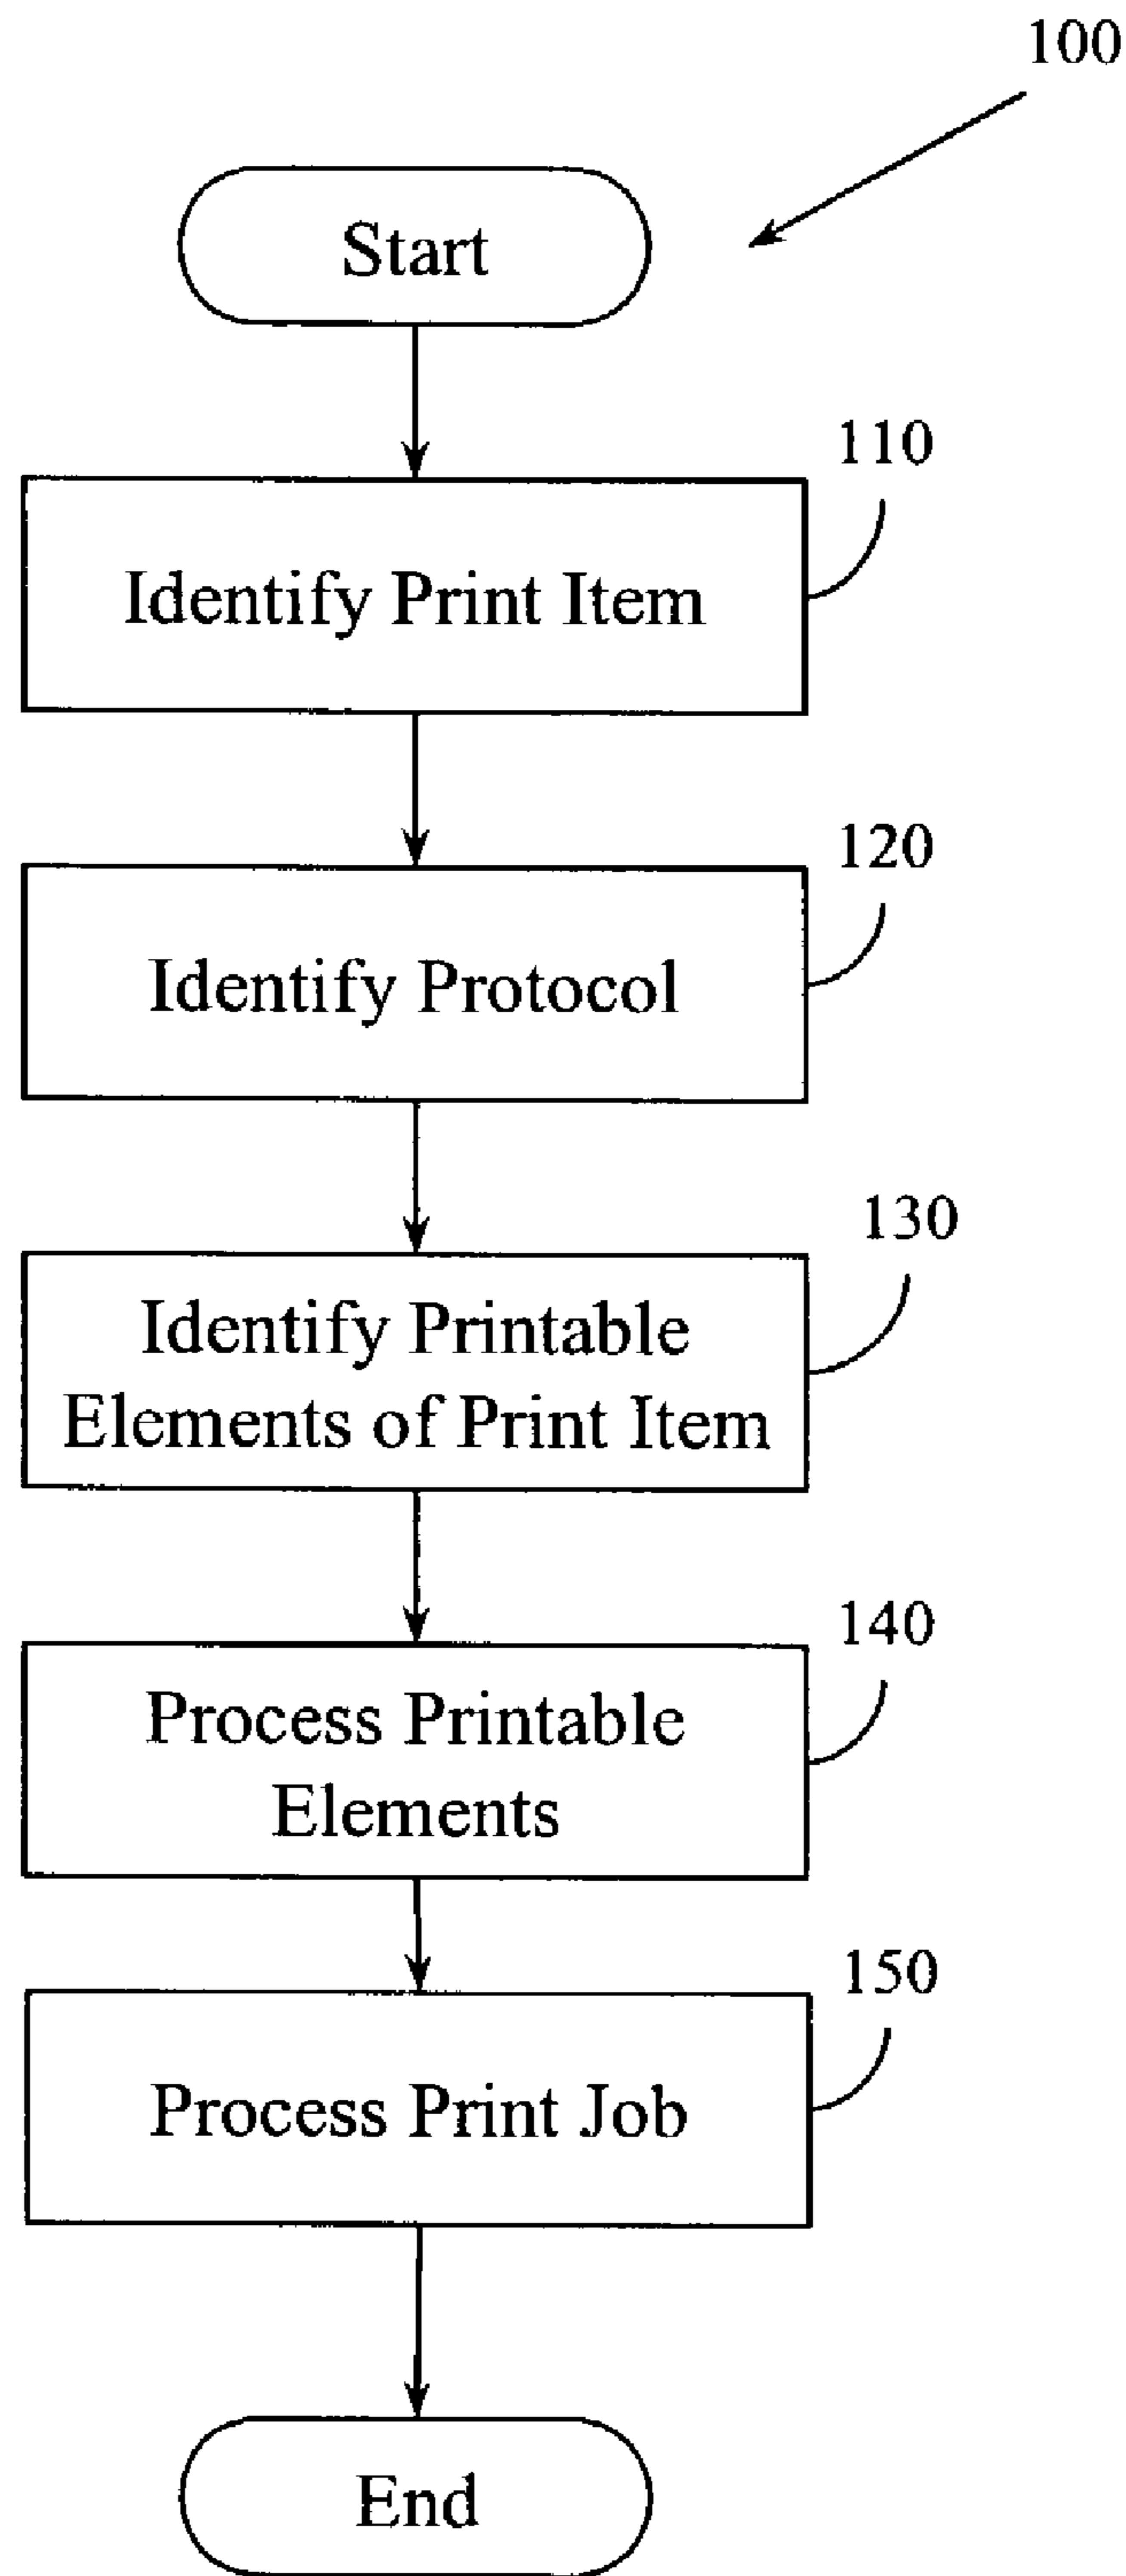 100
Start
110
Identify Print Item
120
Identify Protocol
130
Identify Printable
Elements of Print Item
140
Process Printable
Elements
150
Process Print Job
End